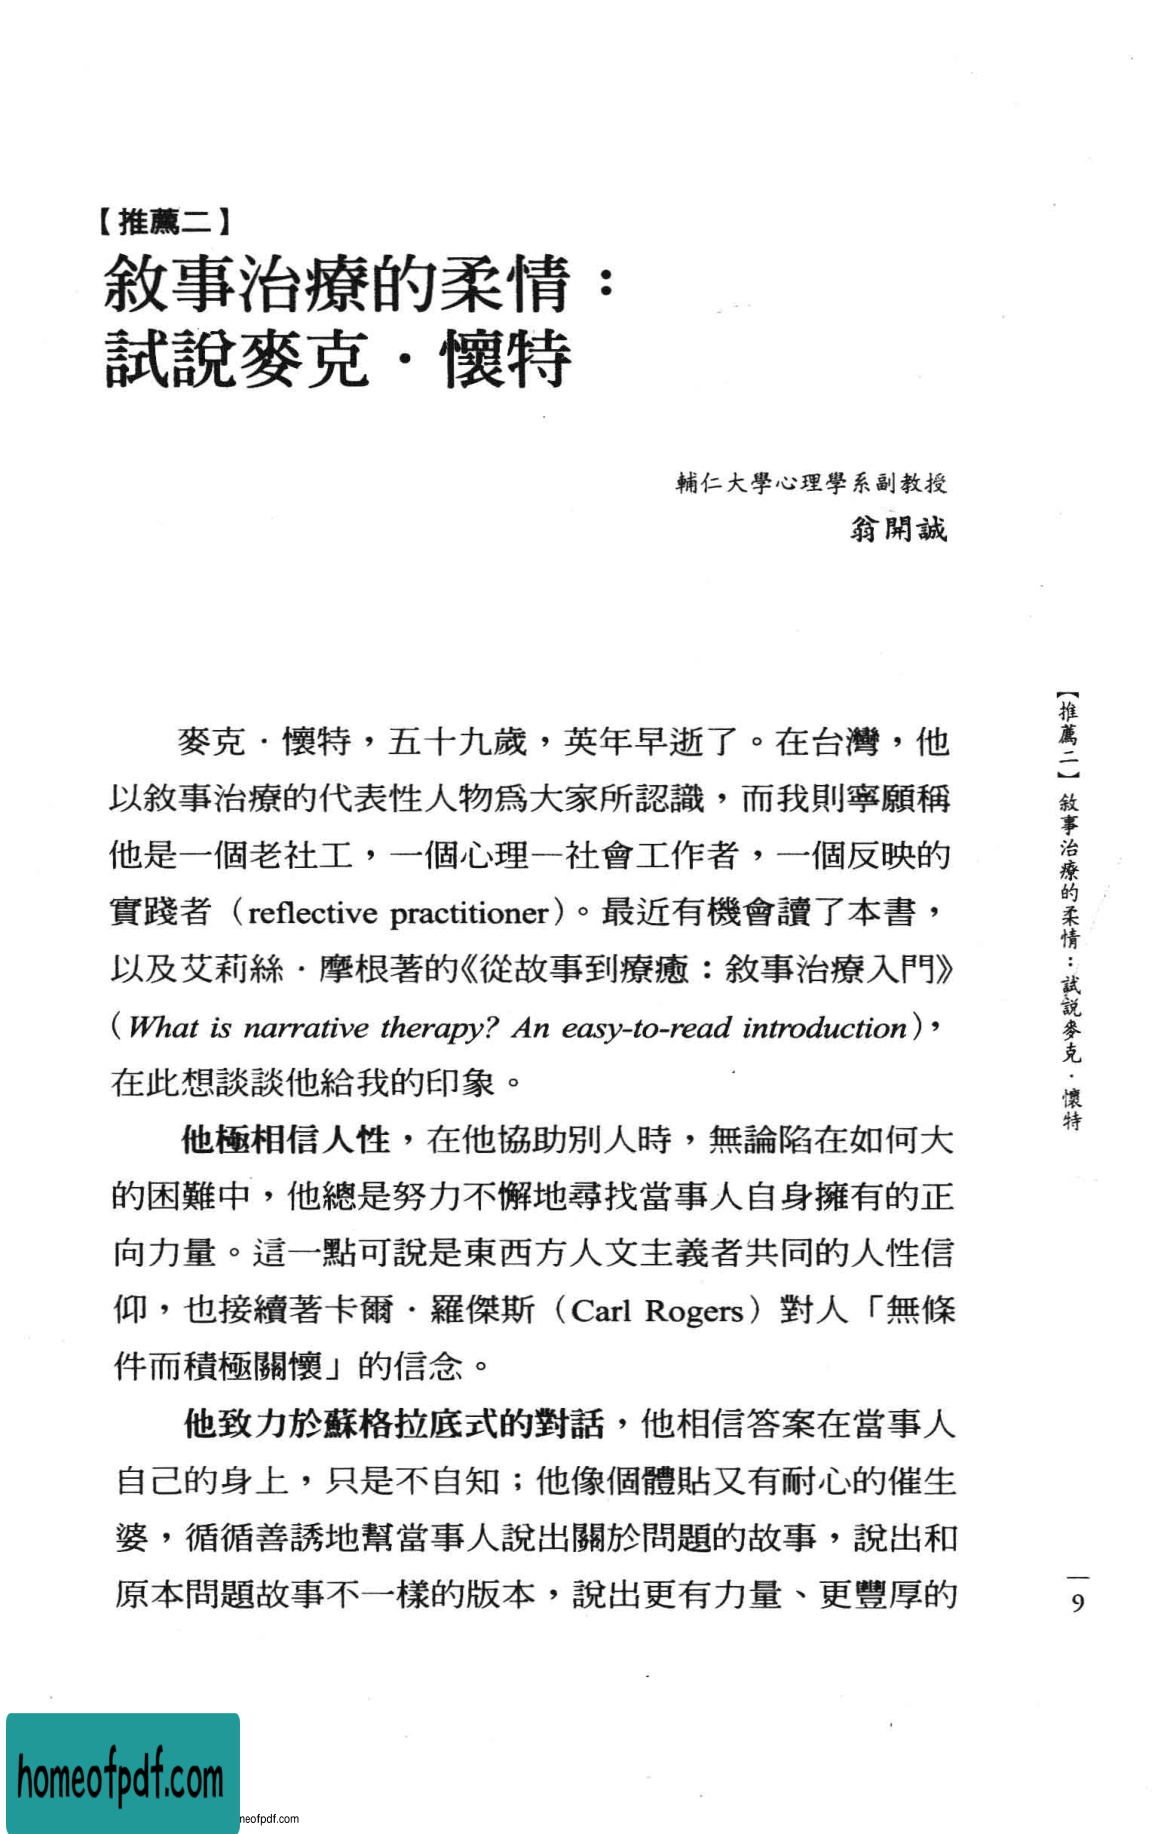 【推薦二】
敘事治療的柔情：
試說麥克．懷特
輔仁大學心理學系副教授
翁開誠
麥克．懷特，五十九歲，英年早逝了。在台灣，他
以敘事治療的代表性人物爲大家所認識，而我則寧願稱
他是一個老社工，一個心理—社會工作者，一個反映的
實踐者（reflective practitioner）。最近有機會讀了本書，
以及艾莉絲．摩根著的《從故事到療癒：敘事治療入門》
（What is narrative therapy? An easy-to-read introduction），
在此想談談他給我的印象。
他極相信人性，在他協助別人時，無論陷在如何大
的困難中，他總是努力不懈地尋找當事人自身擁有的正
向力量。這一點可說是東西方人文主義者共同的人性信
仰，也接續著卡爾．羅傑斯（Carl Rogers）對人「無條
件而積極關懷」的信念。
他致力於蘇格拉底式的對話，他相信答案在當事人
自己的身上，只是不自知；他像個體貼又有耐心的催生
婆，循循善誘地幫當事人說出關於問題的故事，說出和
原本問題故事不一樣的版本，說出更有力量、更豐厚的
【推薦二】敘事治療的柔情：試說麥克．懷特
9
homeofpdf.com
neofpdf.com